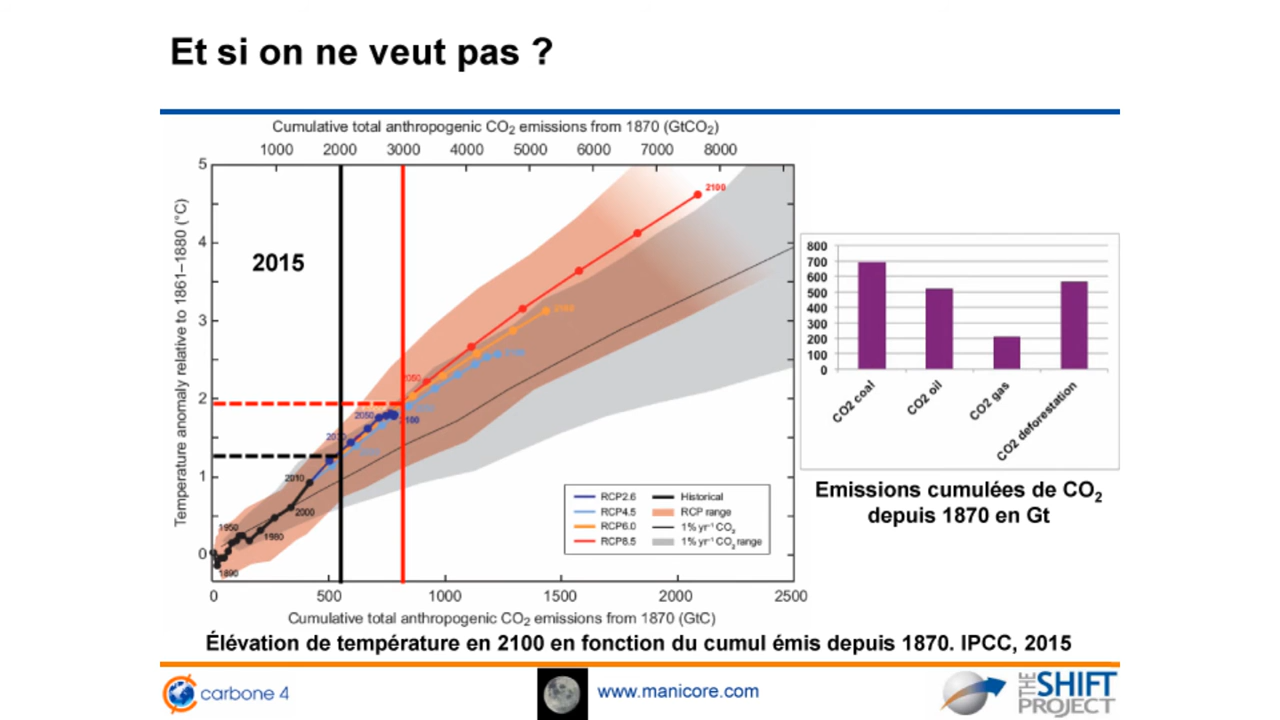 Et si on ne veut pas ?
Cumulative total anthropogenic CO₂ emissions from 1870 (GtCO₂)
1000 2000 3000 4000 5000 6000 7000 8000
Temperature anomaly relative to 1861–1880 (°C)
5
4
3
2
1
0
2015
2100
2100
2050
2050
2100
2010
2000
1980
1950
1890
RCP2.6
RCP4.5
RCP6.0
RCP8.5
Historical
RCP range
1% yr⁻¹ CO₂
1% yr⁻¹ CO₂ range
0 500 1000 1500 2000 2500
Cumulative total anthropogenic CO₂ emissions from 1870 (GtC)
800
700
600
500
400
300
200
100
0
CO2 coal
CO2 oil
CO2 gas
CO2 deforestation
Emissions cumulées de CO₂
depuis 1870 en Gt
Élévation de température en 2100 en fonction du cumul émis depuis 1870. IPCC, 2015
carbone 4
www.manicore.com
THE SHIFT
PROJECT